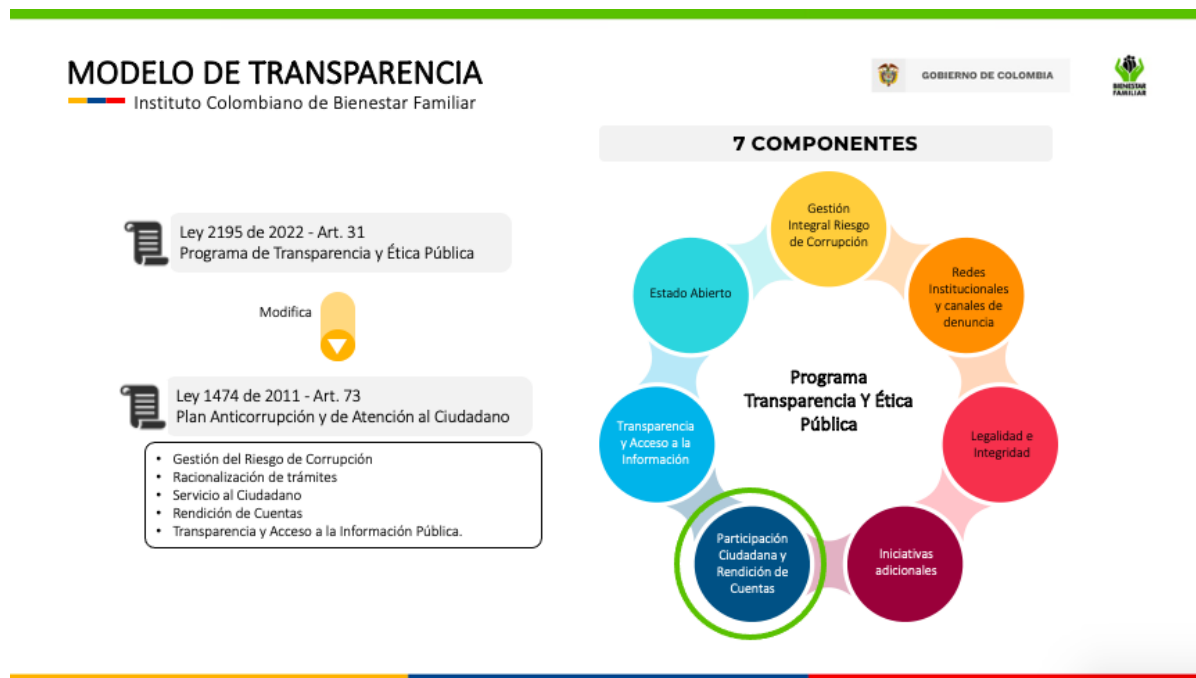 MODELO DE TRANSPARENCIA
Instituto Colombiano de Bienestar Familiar
GOBIERNO DE COLOMBIA
BIENESTAR
FAMILIAR
Ley 2195 de 2022 - Art. 31
Programa de Transparencia y Ética Pública
Modifica
Ley 1474 de 2011 - Art. 73
Plan Anticorrupción y de Atención al Ciudadano
• Gestión del Riesgo de Corrupción
• Racionalización de trámites
• Servicio al Ciudadano
• Rendición de Cuentas
• Transparencia y Acceso a la Información Pública.
7 COMPONENTES
Gestión
Integral Riesgo
de Corrupción
Redes
Institucionales
y canales de
denuncia
Legalidad e
Integridad
Iniciativas
adicionales
Participación
Ciudadana y
Rendición de
Cuentas
Transparencia
y Acceso a la
Información
Estado Abierto
Programa
Transparencia Y Ética
Pública